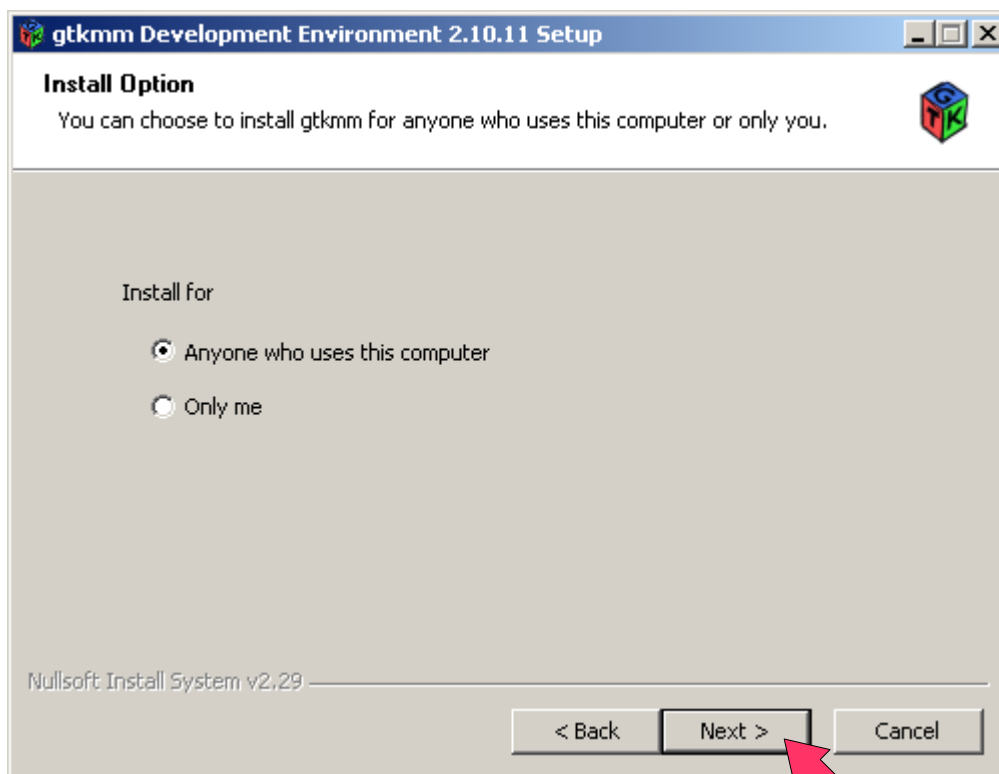 gtkmm Development Environment 2.10.11 Setup
Install Option
You can choose to install gtkmm for anyone who uses this computer or only you.
G
T K
Install for
Anyone who uses this computer
Only me
Nullsoft Install System v2.29
< Back
Next >
Cancel